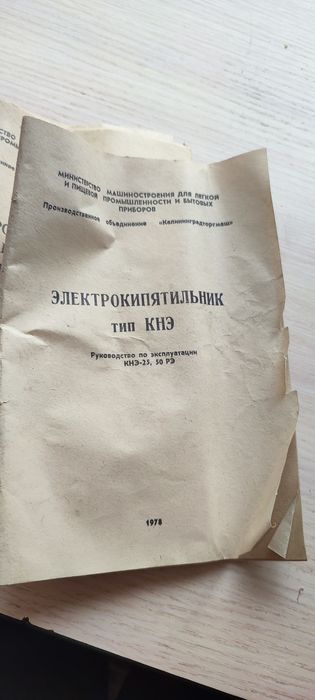 МИНИСТЕРСТВО МАШИНОСТРОЕНИЯ ДЛЯ ЛЕГКОЙ
И ПИЩЕВОЙ ПРОМЫШЛЕННОСТИ И БЫТОВЫХ
ПРИБОРОВ
Производственное объединение «Калининградторгмаш»
ЭЛЕКТРОКИПЯТИЛЬНИК
тип КНЭ
Руководство по эксплуатации
КНЭ-25, 50 РЭ
1978